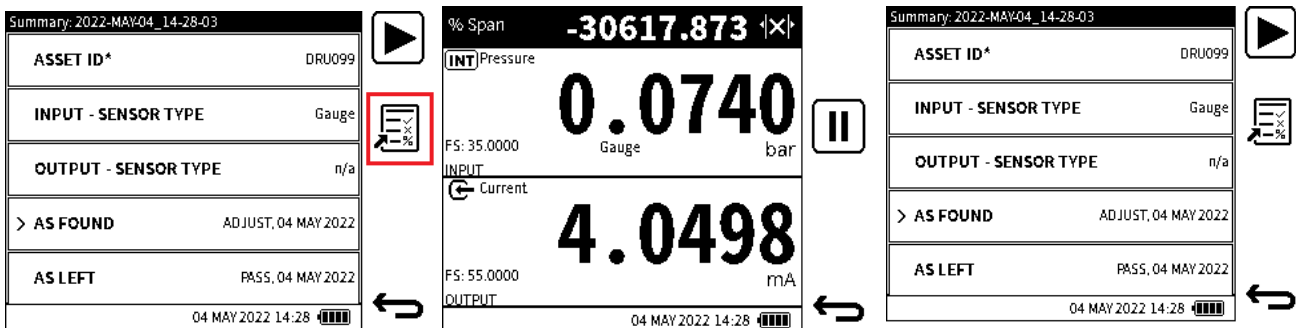 Summary: 2022-MAY-04_14-28-03
ASSET ID* DRU099
INPUT - SENSOR TYPE Gauge
OUTPUT - SENSOR TYPE n/a
> AS FOUND ADJUST, 04 MAY 2022
AS LEFT PASS, 04 MAY 2022
04 MAY 2022 14:28
% Span -30617.873
INT Pressure
0.0740
FS: 35.0000 Gauge bar
INPUT
Current
4.0498
FS: 55.0000 mA
OUTPUT
04 MAY 2022 14:28
Summary: 2022-MAY-04_14-28-03
ASSET ID* DRU099
INPUT - SENSOR TYPE Gauge
OUTPUT - SENSOR TYPE n/a
> AS FOUND ADJUST, 04 MAY 2022
AS LEFT PASS, 04 MAY 2022
04 MAY 2022 14:28